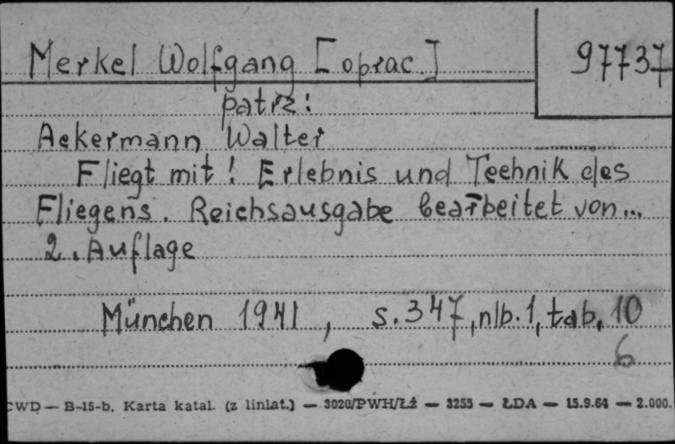 Merkel Wolfgang [oprac.] 97737
patrz:
Ackermann Walter
Fliegt mit! Erlebnis und Technik des
Fliegens. Reichsausgabe bearbeitet von...
2. Auflage
München 1941, s. 347, nlb. 1, tab. 10
6
CWD — B-15-b. Karta katal. (z liniat.) — 3020/PWH/Łź — 3255 — ŁDA — 15.9.64 — 2.000.